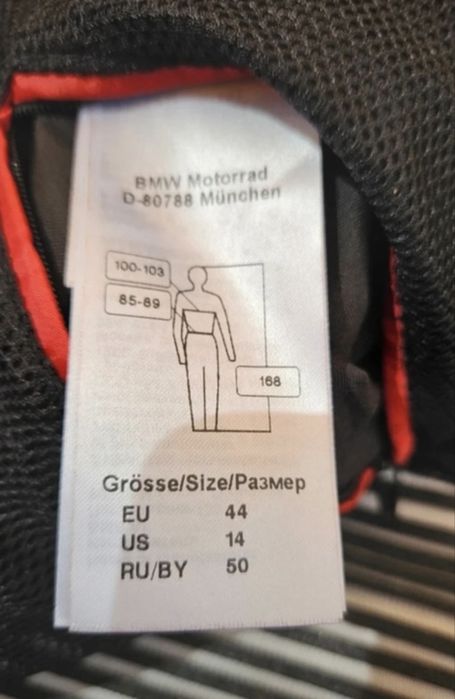 BMW Motorrad
D-80788 München
100-103
85-89
168
Grösse/Size/Размер
EU 44
US 14
RU/BY 50